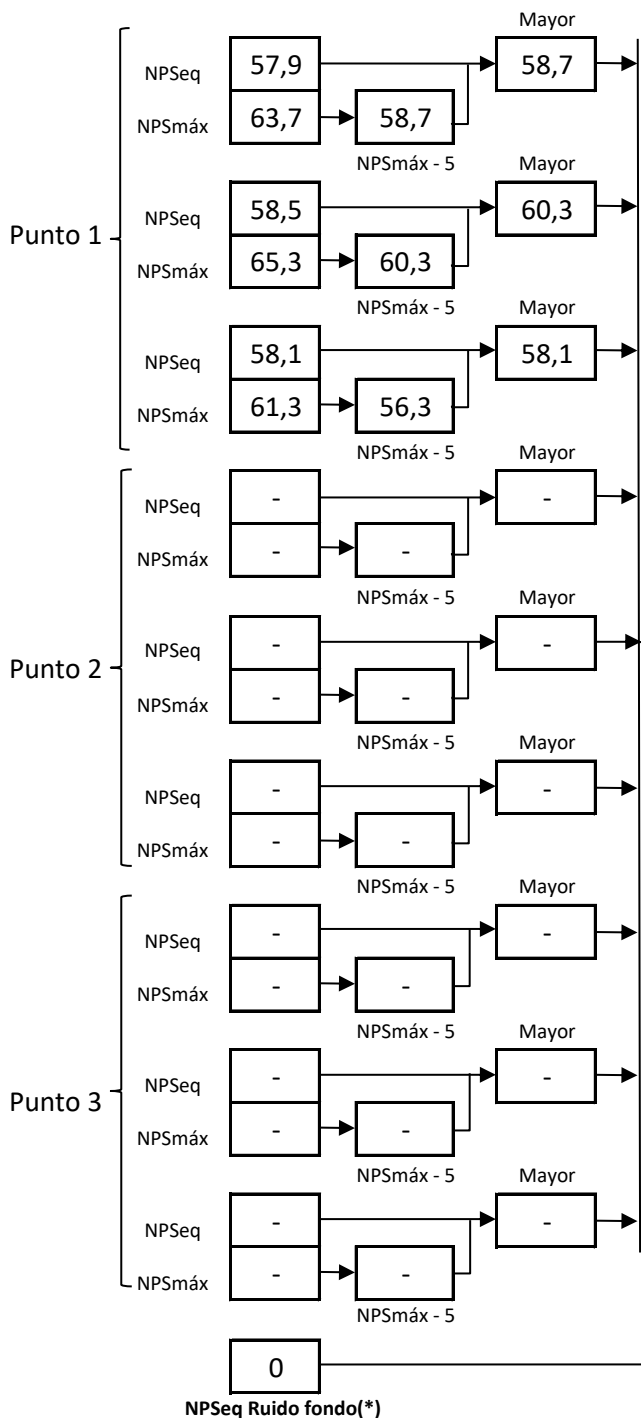 Mayor
NPSeq 57,9 58,7
NPSmáx 63,7 58,7
NPSmáx - 5
Mayor
Punto 1
NPSeq 58,5 60,3
NPSmáx 65,3 60,3
NPSmáx - 5
Mayor
NPSeq 58,1 58,1
NPSmáx 61,3 56,3
NPSmáx - 5
Mayor
NPSeq - -
NPSmáx - -
NPSmáx - 5
Mayor
Punto 2
NPSeq - -
NPSmáx - -
NPSmáx - 5
Mayor
NPSeq - -
NPSmáx - -
NPSmáx - 5
Mayor
NPSeq - -
NPSmáx - -
NPSmáx - 5
Mayor
Punto 3
NPSeq - -
NPSmáx - -
NPSmáx - 5
Mayor
NPSeq - -
NPSmáx - -
NPSmáx - 5
0
NPSeq Ruido fondo(*)